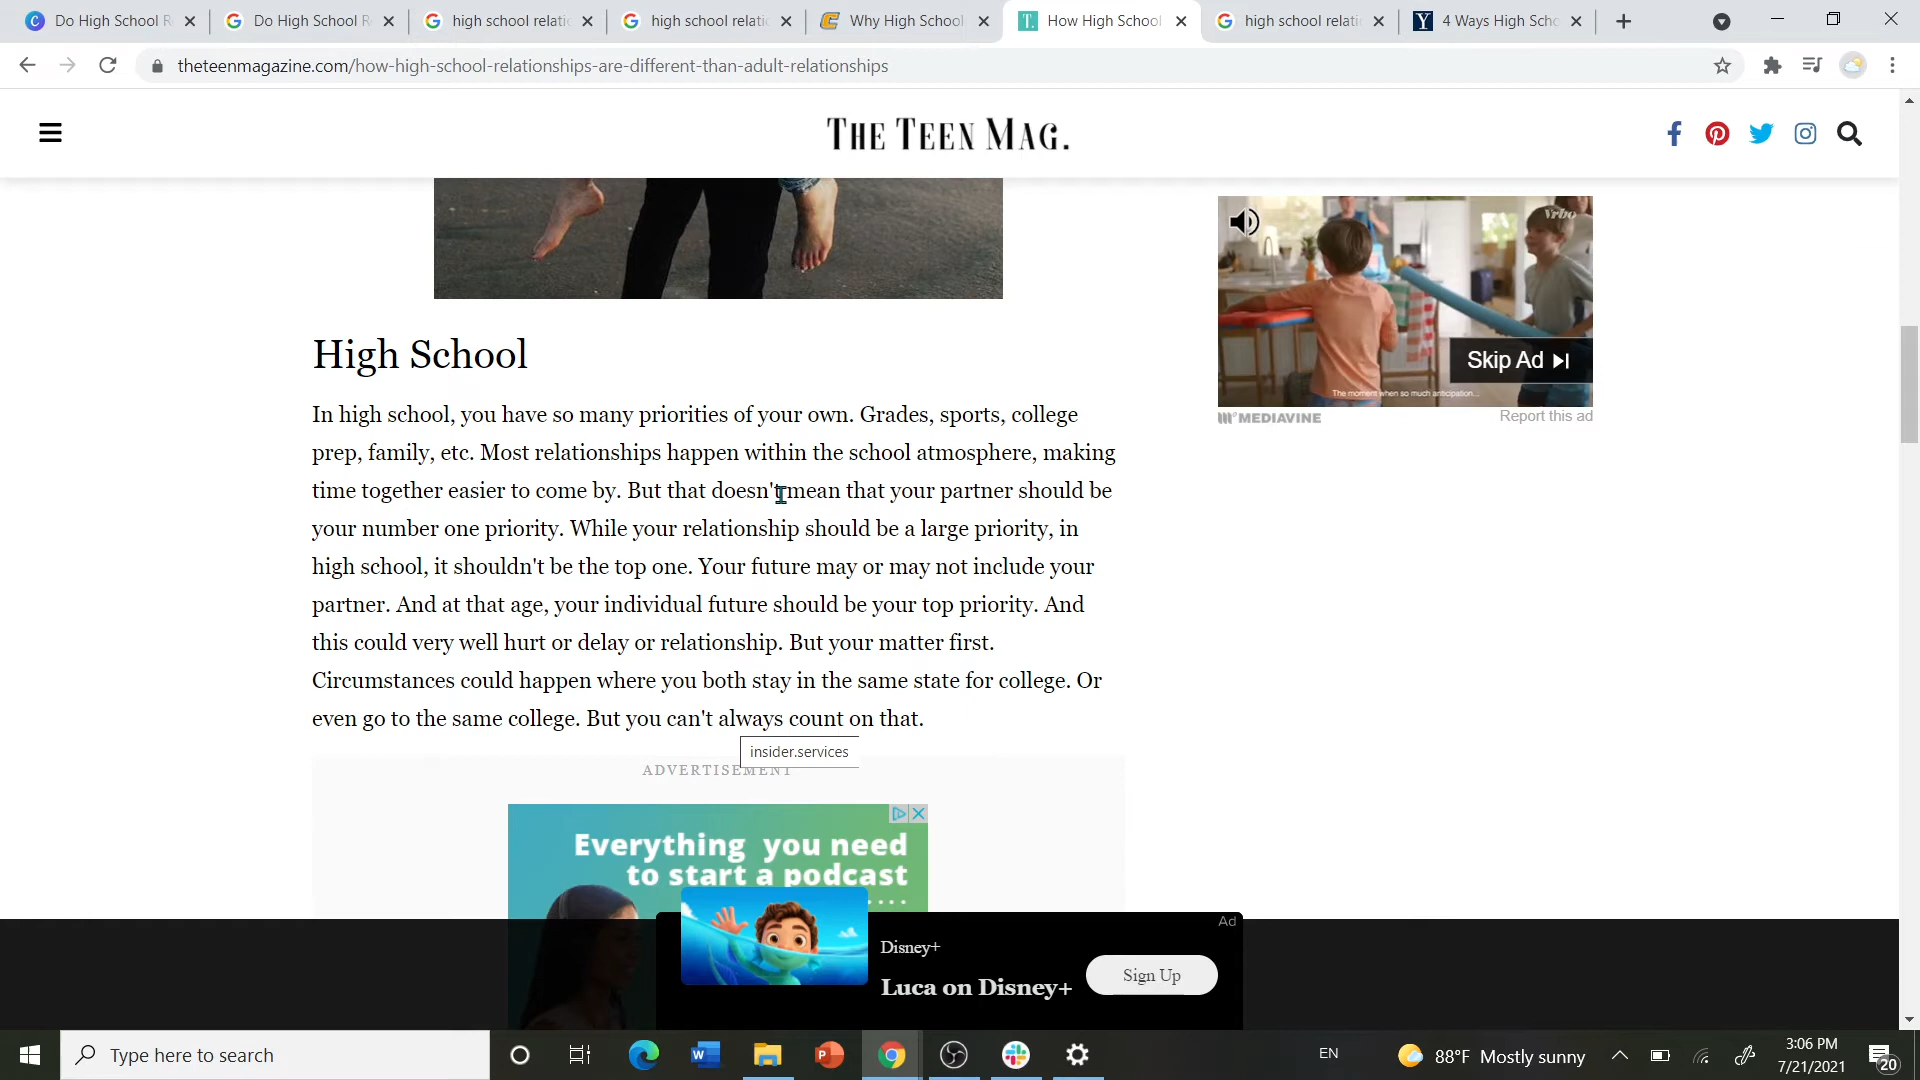 Do High School R
Do High School R
high school relati
high school relati
Why High School
How High School
high school relati
4 Ways High Scho
theteenmagazine.com/how-high-school-relationships-are-different-than-adult-relationships
THE TEEN MAG.
Vrbo
Skip Ad
The moment when so much anticipation...
MEDIAVINE
Report this ad
High School
In high school, you have so many priorities of your own. Grades, sports, college
prep, family, etc. Most relationships happen within the school atmosphere, making
time together easier to come by. But that doesn't mean that your partner should be
your number one priority. While your relationship should be a large priority, in
high school, it shouldn't be the top one. Your future may or may not include your
partner. And at that age, your individual future should be your top priority. And
this could very well hurt or delay or relationship. But your matter first.
Circumstances could happen where you both stay in the same state for college. Or
even go to the same college. But you can't always count on that.
insider.services
ADVERTISEMENT
Everything you need
to start a podcast
Ad
Disney+
Luca on Disney+
Sign Up
Type here to search
EN
88°F Mostly sunny
3:06 PM
7/21/2021
20